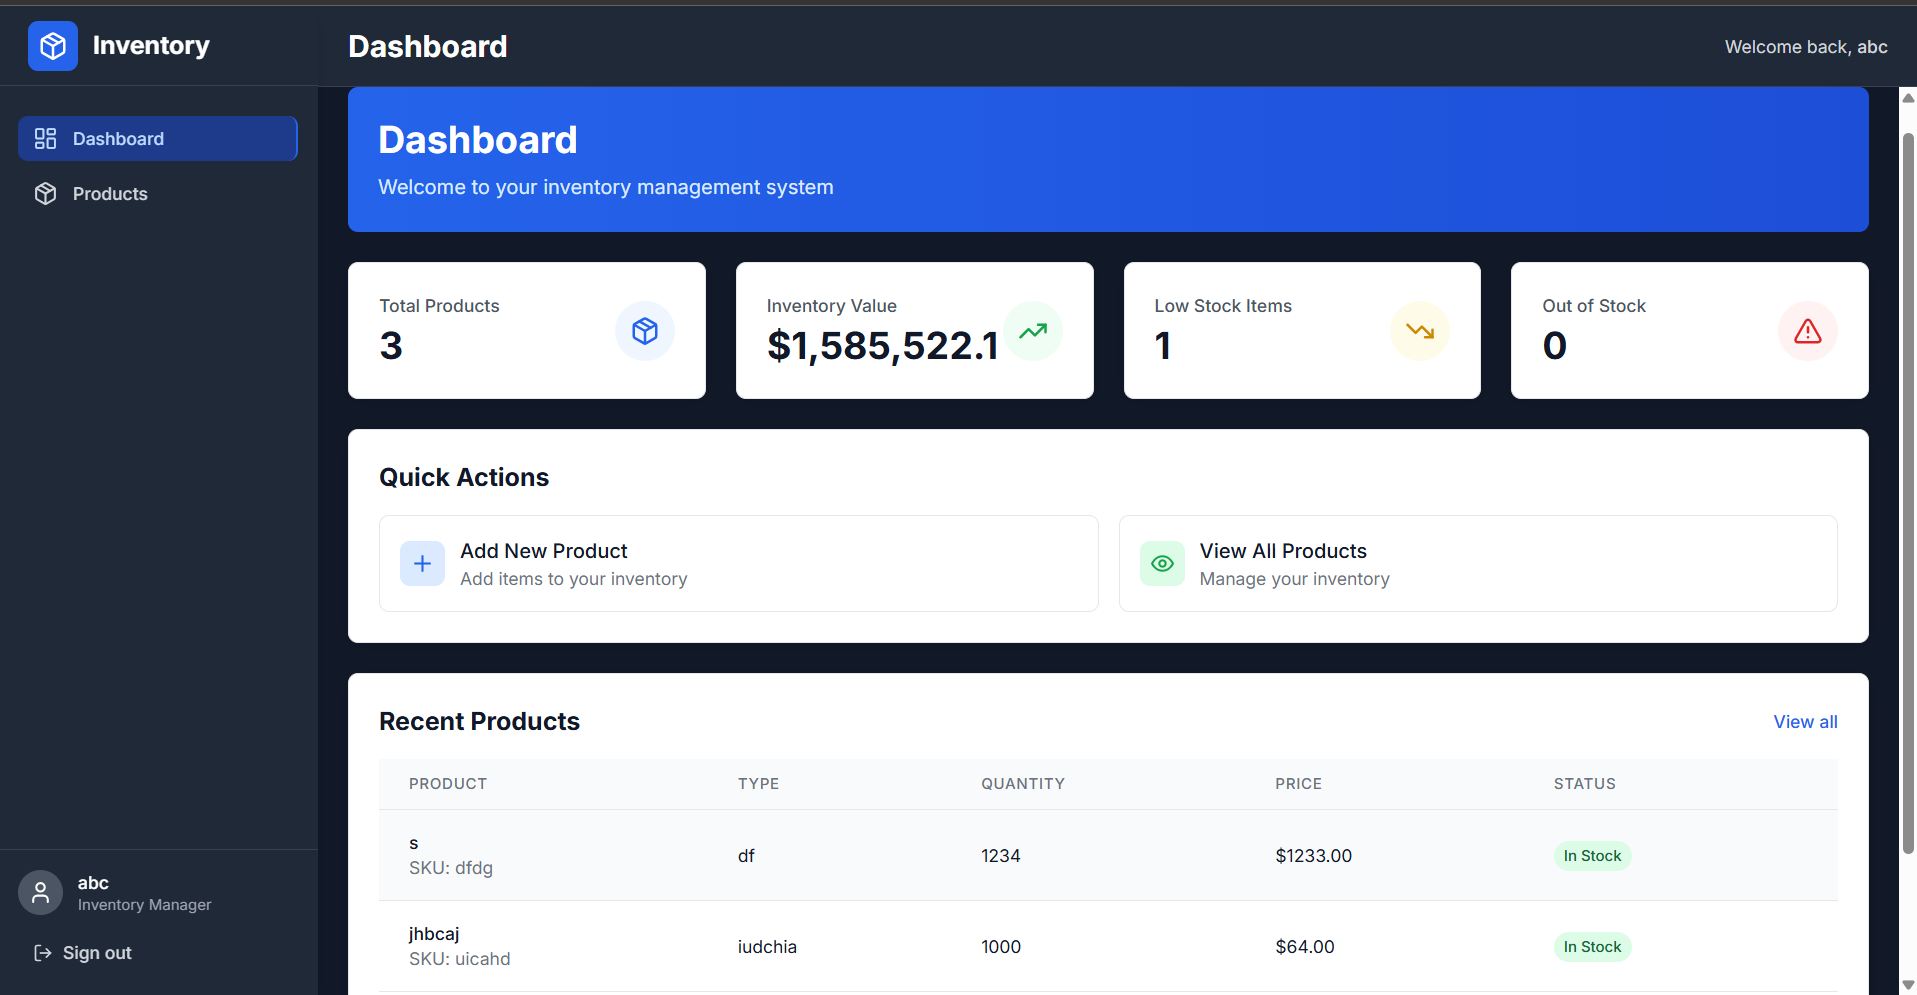 Inventory
Dashboard
Welcome back, abc
Dashboard
Products
Dashboard
Welcome to your inventory management system
Total Products
3
Inventory Value
$1,585,522.1
Low Stock Items
1
Out of Stock
0
Quick Actions
Add New Product
Add items to your inventory
View All Products
Manage your inventory
Recent Products
View all
PRODUCT TYPE QUANTITY PRICE STATUS
s
SKU: dfdg
df 1234 $1233.00 In Stock
jhbcaj
SKU: uicahd
iudchia 1000 $64.00 In Stock
abc
Inventory Manager
Sign out